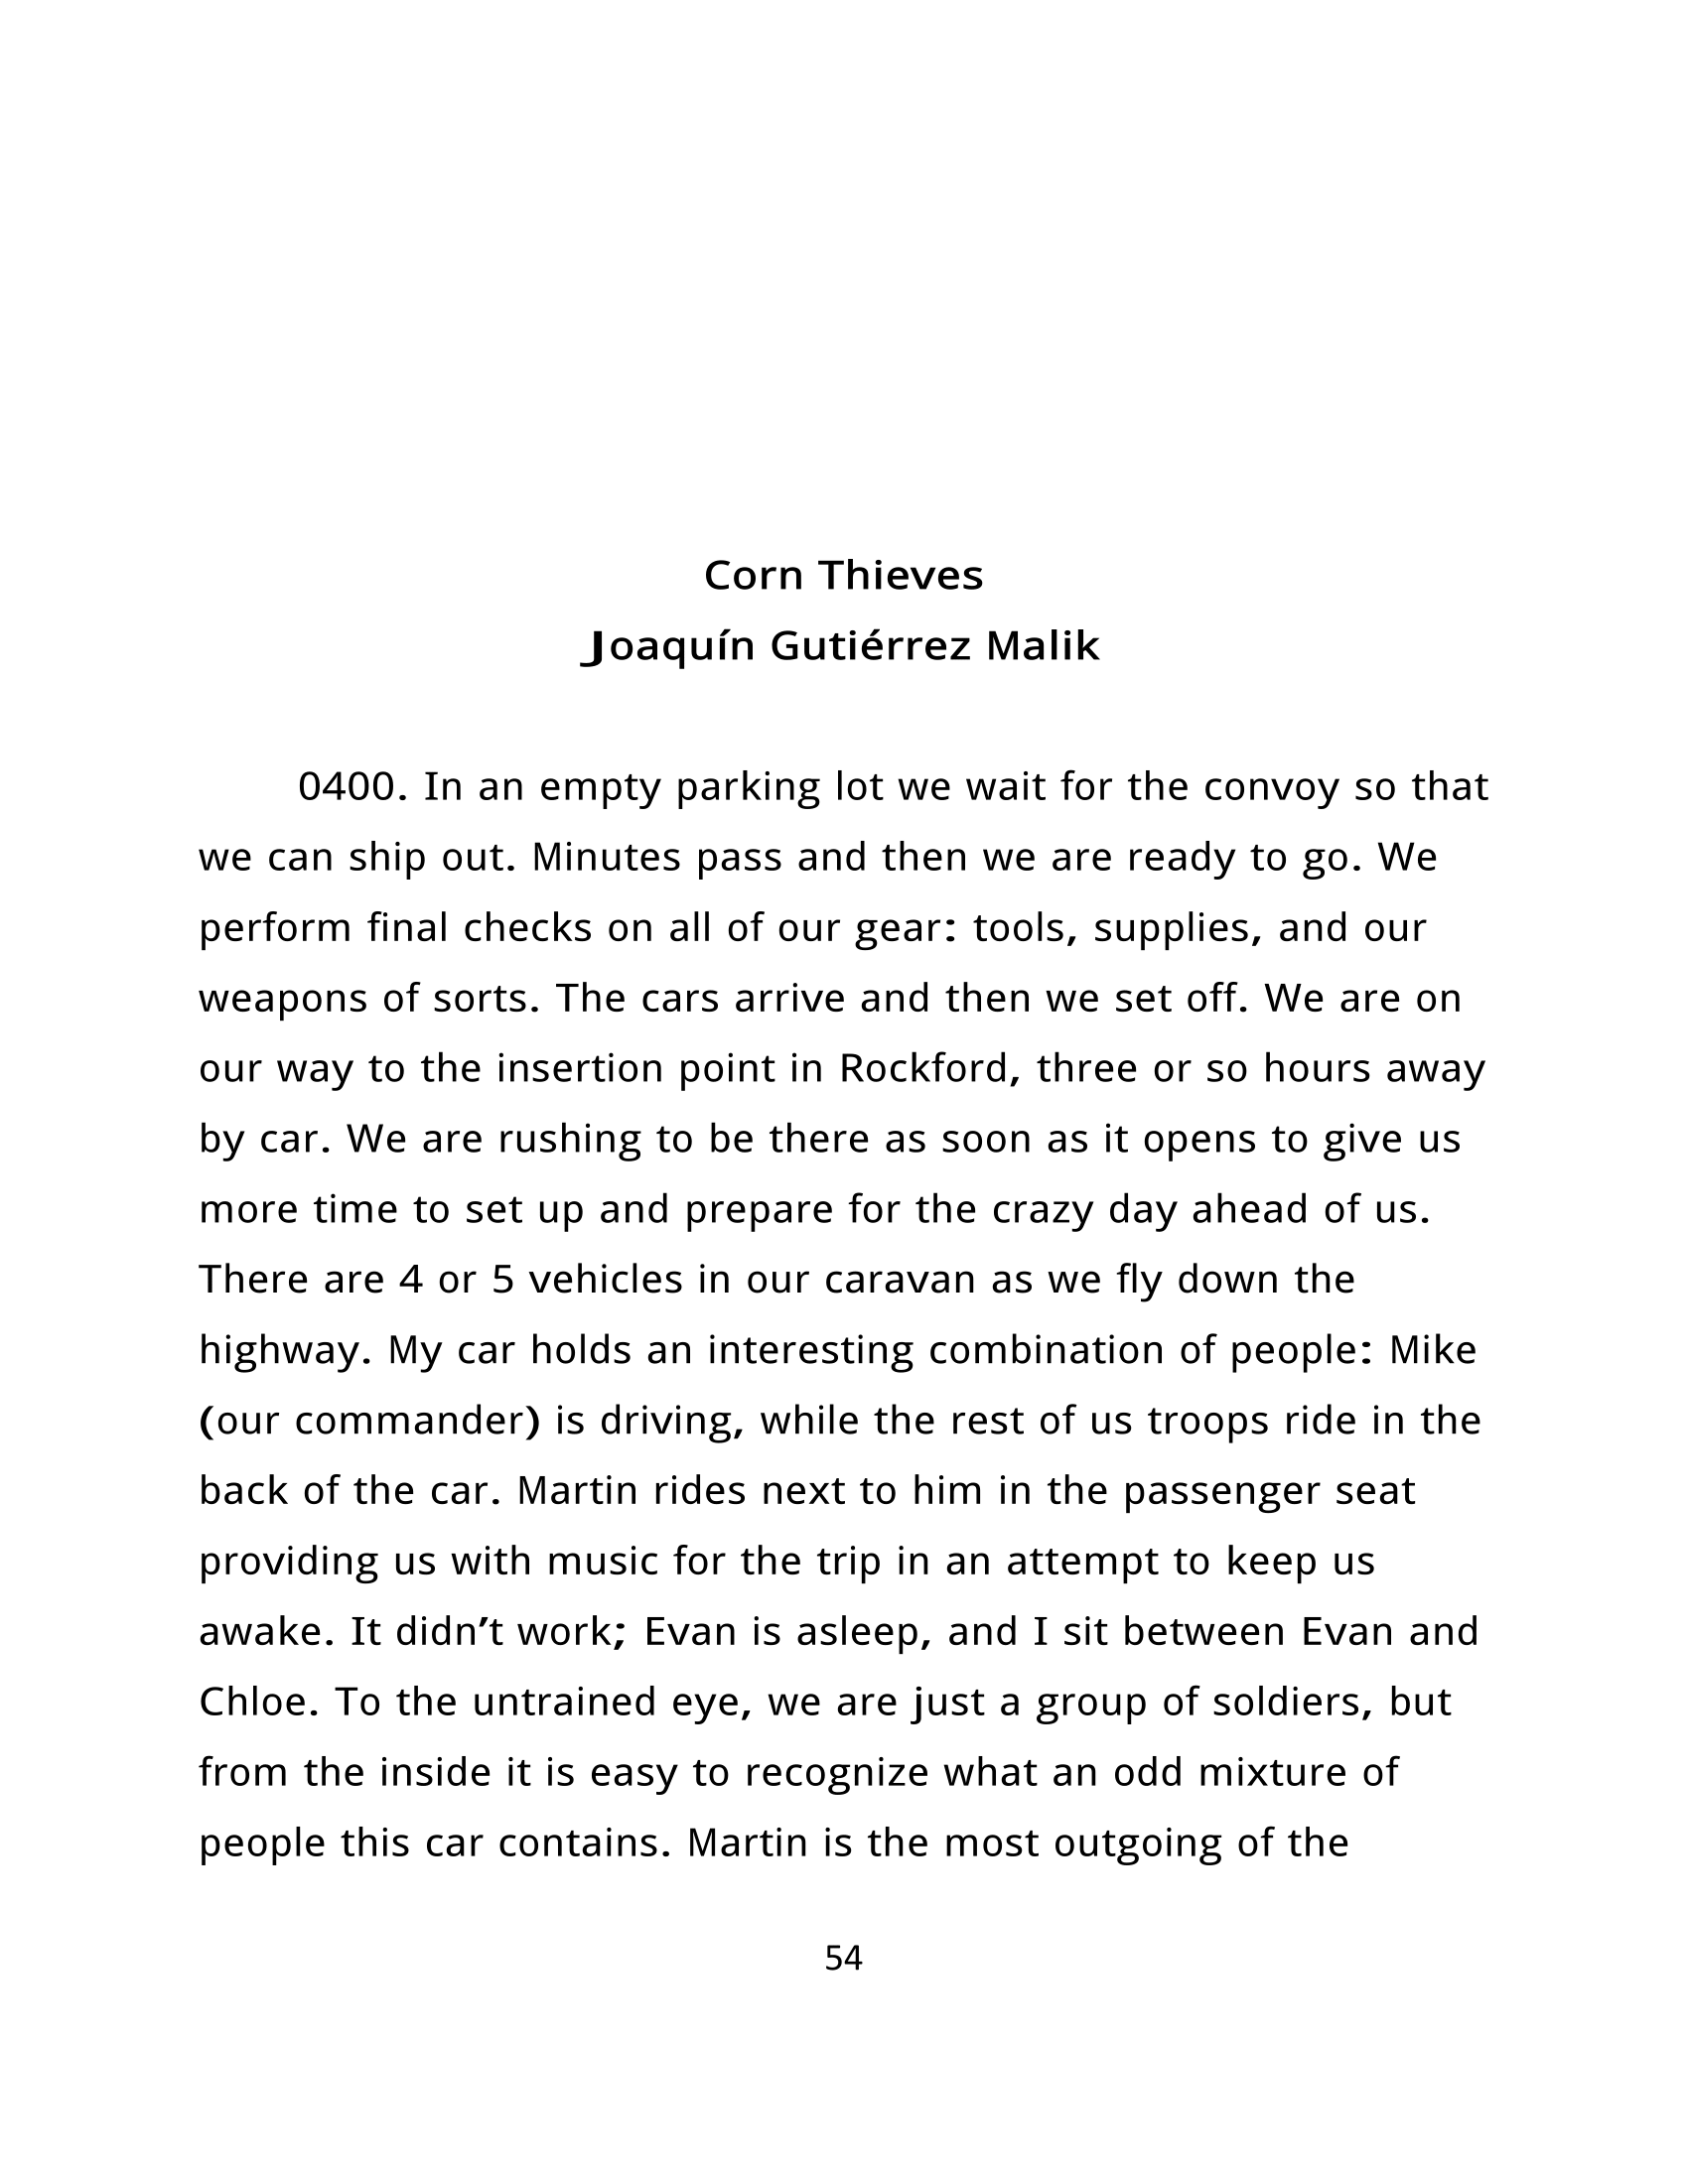 Corn Thieves
Joaquín Gutiérrez Malik
0400. In an empty parking lot we wait for the convoy so that
we can ship out. Minutes pass and then we are ready to go. We
perform final checks on all of our gear: tools, supplies, and our
weapons of sorts. The cars arrive and then we set off. We are on
our way to the insertion point in Rockford, three or so hours away
by car. We are rushing to be there as soon as it opens to give us
more time to set up and prepare for the crazy day ahead of us.
There are 4 or 5 vehicles in our caravan as we fly down the
highway. My car holds an interesting combination of people: Mike
(our commander) is driving, while the rest of us troops ride in the
back of the car. Martin rides next to him in the passenger seat
providing us with music for the trip in an attempt to keep us
awake. It didn’t work; Evan is asleep, and I sit between Evan and
Chloe. To the untrained eye, we are just a group of soldiers, but
from the inside it is easy to recognize what an odd mixture of
people this car contains. Martin is the most outgoing of the
54